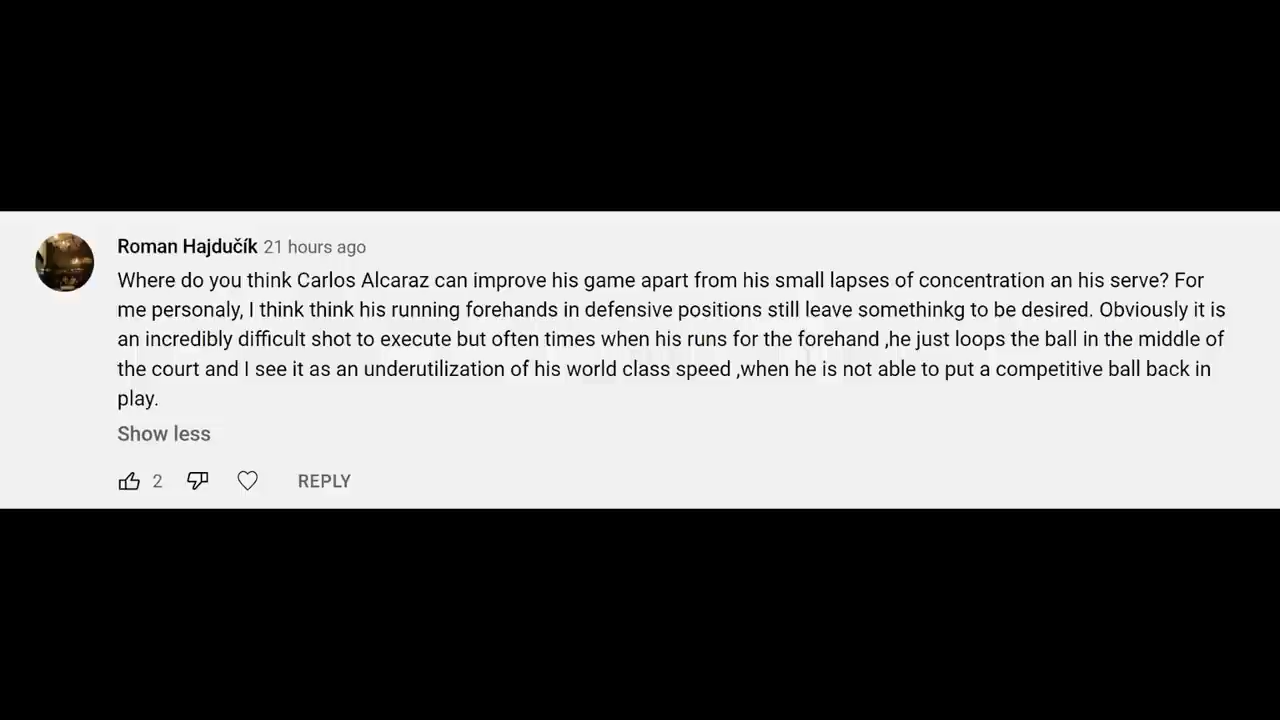 Roman Hajdučík 21 hours ago
Where do you think Carlos Alcaraz can improve his game apart from his small lapses of concentration an his serve? For
me personaly, I think think his running forehands in defensive positions still leave somethinkg to be desired. Obviously it is
an incredibly difficult shot to execute but often times when his runs for the forehand ,he just loops the ball in the middle of
the court and I see it as an underutilization of his world class speed ,when he is not able to put a competitive ball back in
play.
Show less
2 REPLY